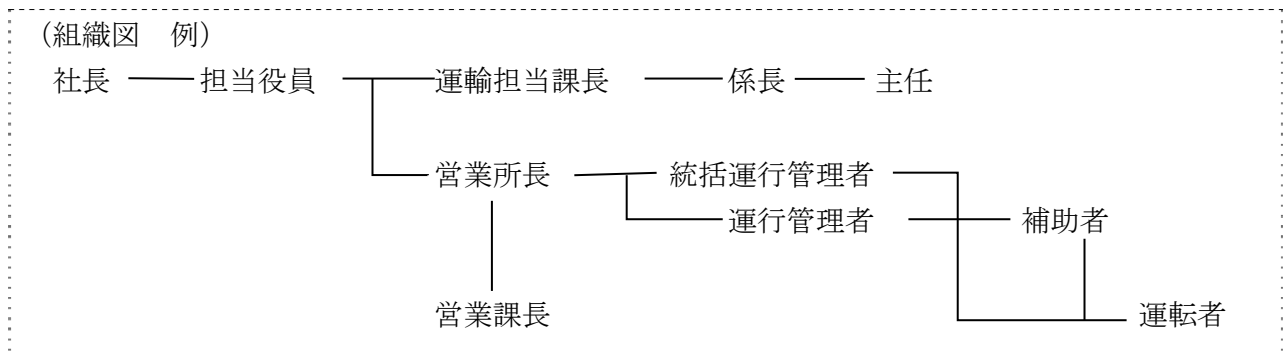 （組織図　例）
社長　担当役員　運輸担当課長　係長　主任
営業所長　統括運行管理者
運行管理者　補助者
営業課長　運転者